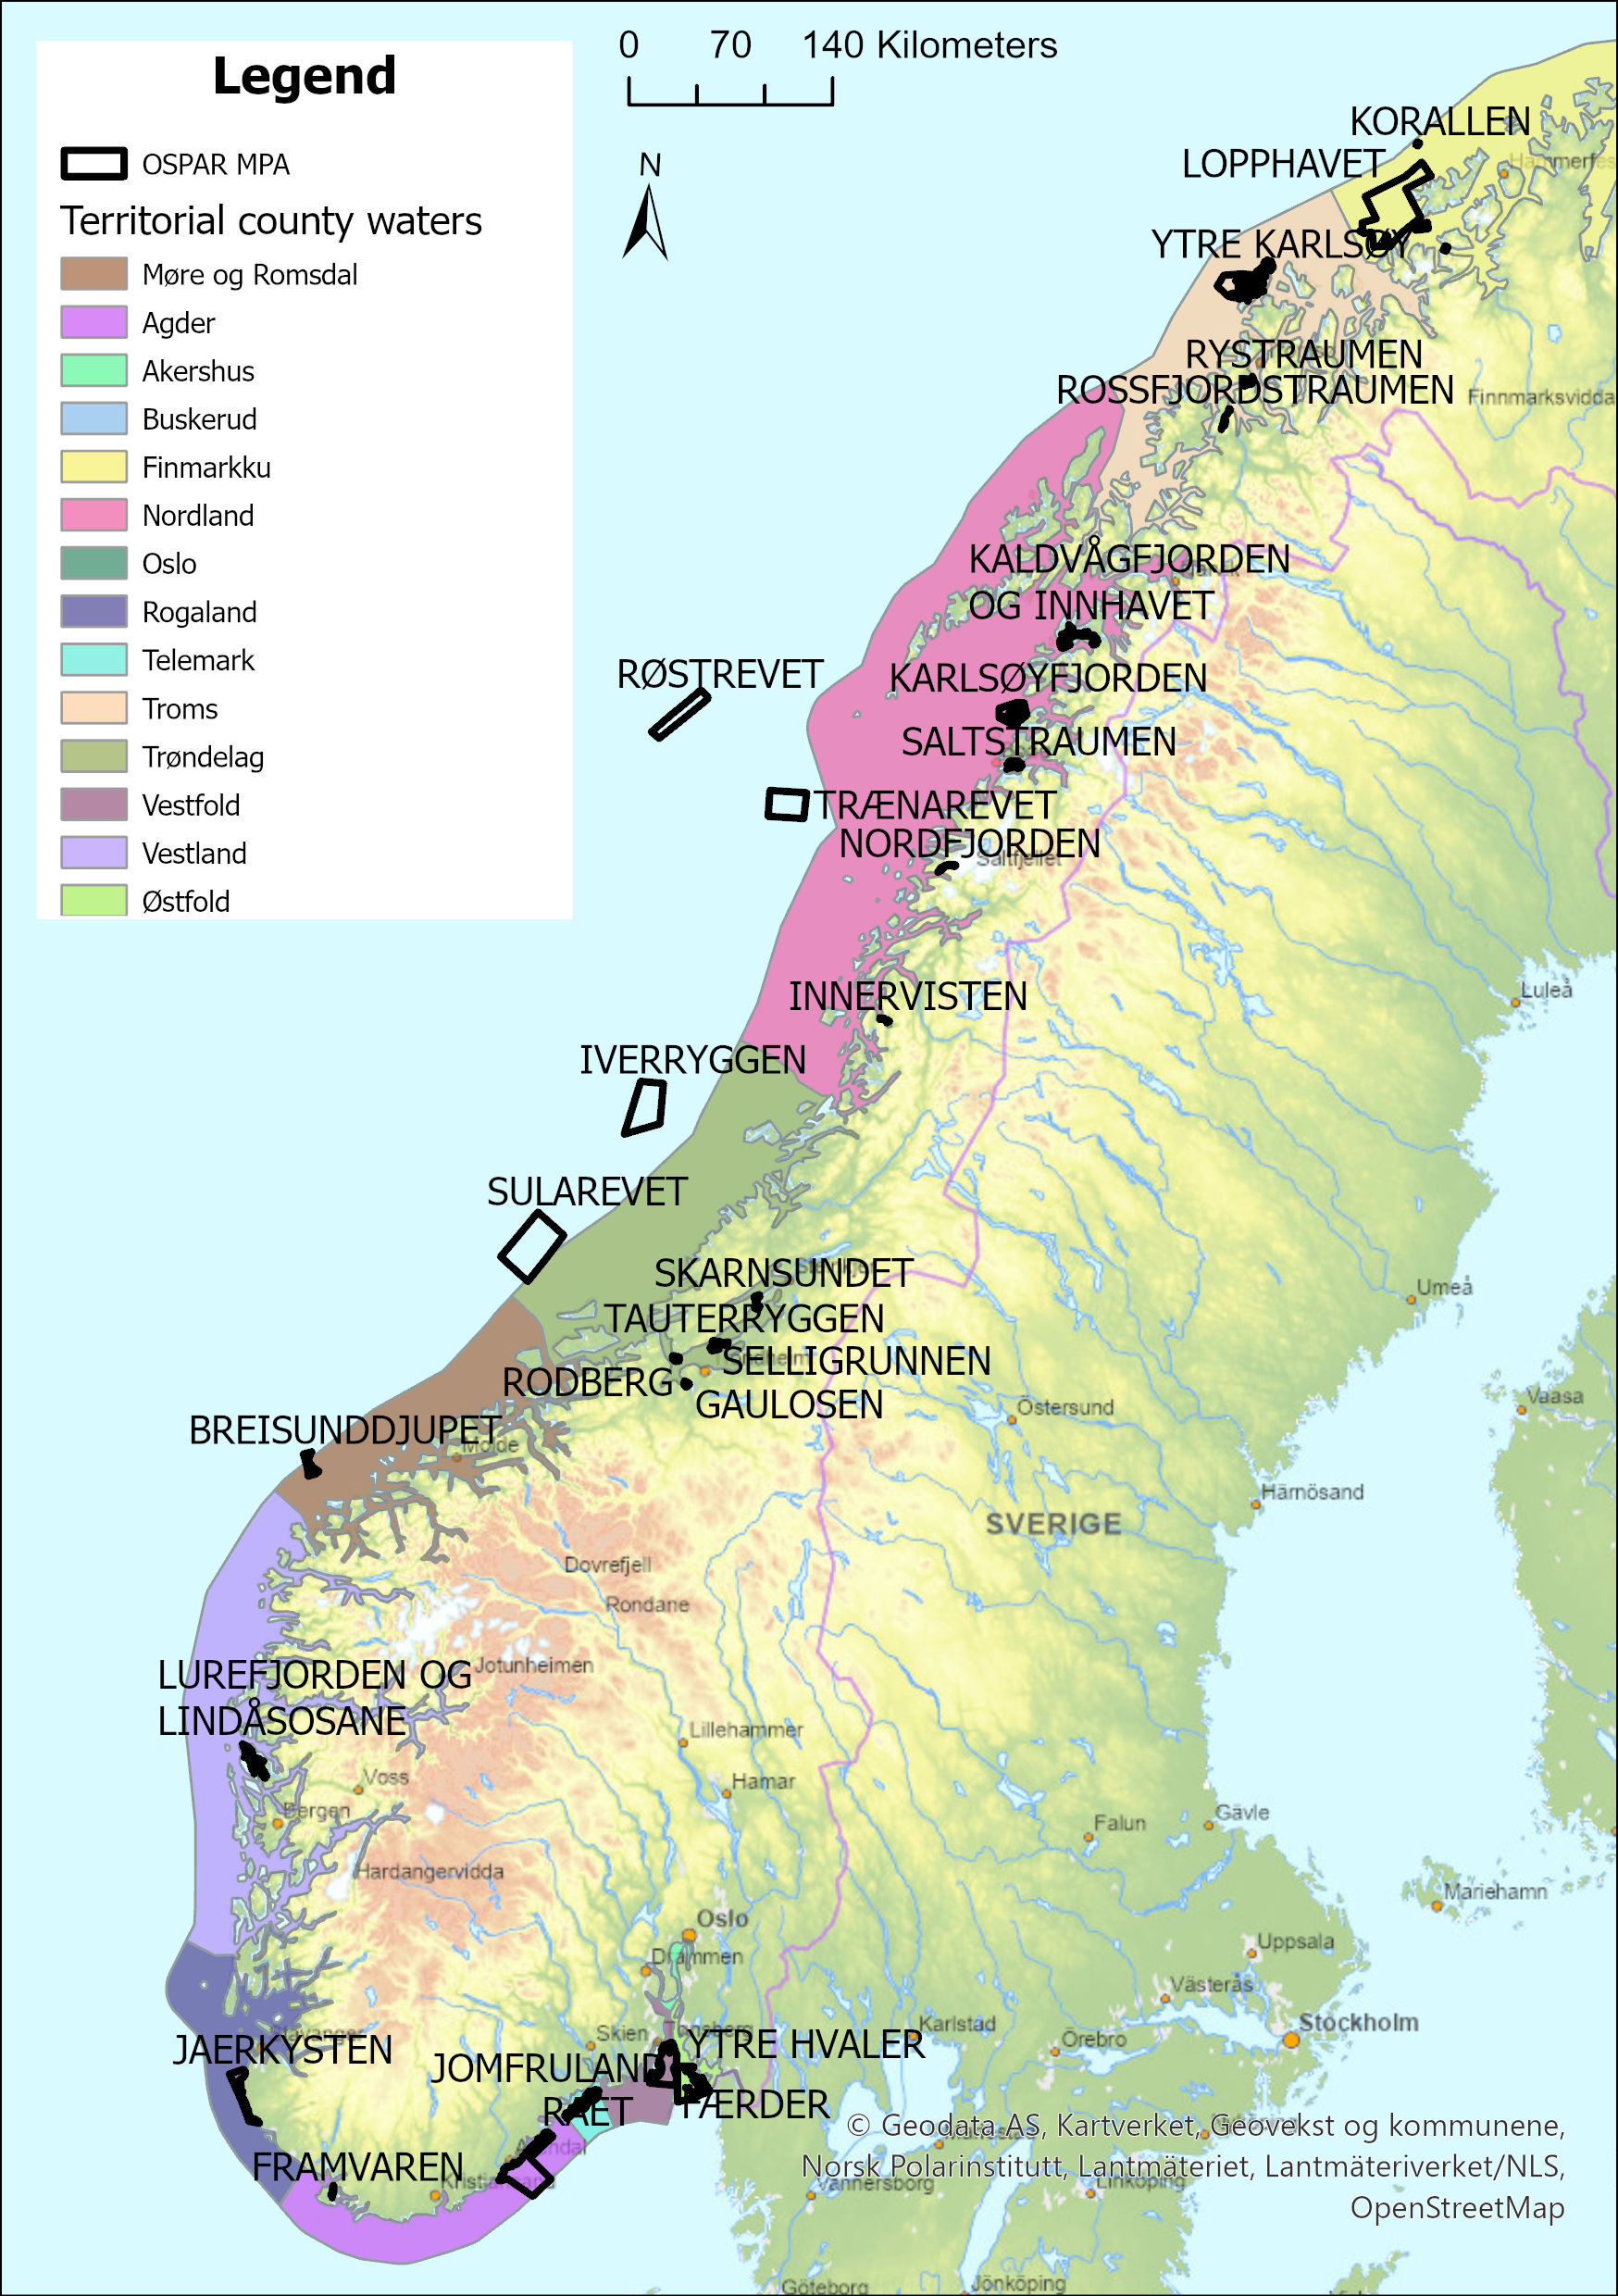 Legend
OSPAR MPA
Territorial county waters
Møre og Romsdal
Agder
Akershus
Buskerud
Finmarkku
Nordland
Oslo
Rogaland
Telemark
Troms
Trøndelag
Vestfold
Vestland
Østfold
0 70 140 Kilometers
N
KORALLEN
LOPPHAVET
Hammerfes
YTRE KARLSØY
RYSTRAUMEN
ROSSFJORDSTRAUMEN
Finnmarksvidda
KALDVÅGFJORDEN
OG INNHAVET
RØSTREVET
KARLSØYFJORDEN
SALTSTRAUMEN
TRÆNAREVET
NORDFJORDEN
Saltfjellet
Luleå
INNERVISTEN
IVERRYGGEN
SULAREVET
SKARNSUNDET
Umeå
TAUTERRYGGEN
SELLIGRUNNEN
RODBERG
GAULOSEN
Östersund
Vaasa
BREISUNDDJUPET
Molde
Härnösand
SVERIGE
Dovrefjell
Rondane
LUREFJORDEN OG
LINDÅSOSANE
Jotunheimen
Lillehammer
Voss
Hamar
Bergen
Falun
Gävle
Hardangervidda
Mariehamn
Oslo
Drammen
Uppsala
Västerås
Skien
Karlstad
Örebro
Stockholm
YTRE HVALER
JAERKYSTEN
JOMFRULAND
RAET
FÆRDER
FRAMVAREN
© Geodata AS, Kartverket, Geovekst og kommunene,
Norsk Polarinstitutt, Lantmäteriet, Lantmäteriverket/NLS,
OpenStreetMap
Vännersborg
Linköping
Göteborg
Jönköping